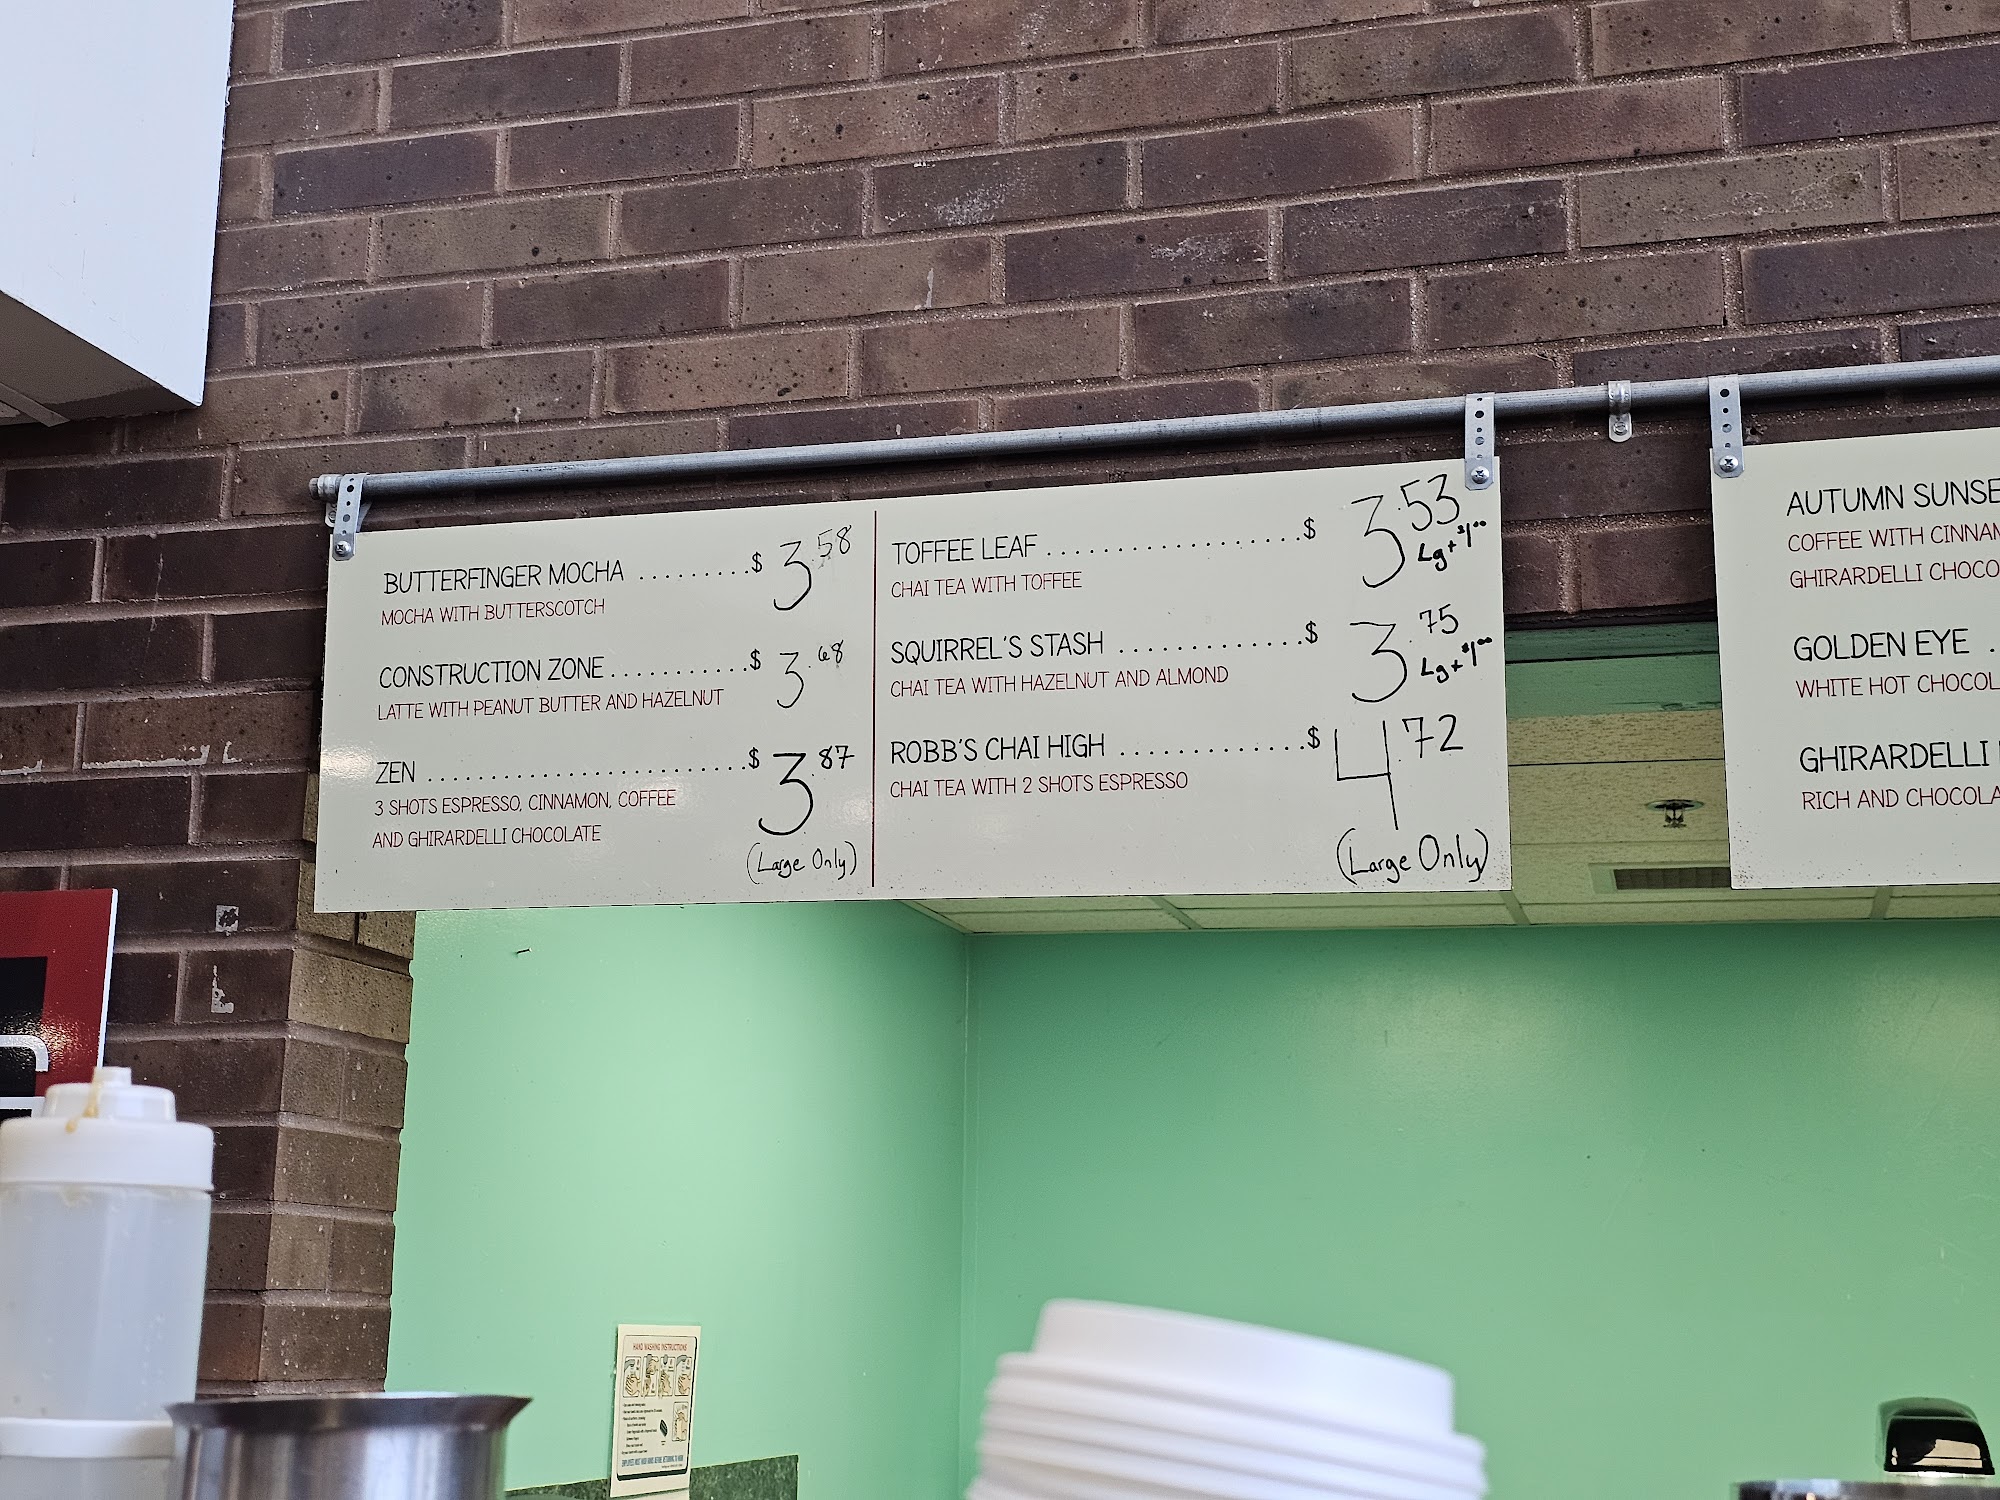 BUTTERFINGER MOCHA .........$ 3.58
MOCHA WITH BUTTERSCOTCH
CONSTRUCTION ZONE..........$ 3.68
LATTE WITH PEANUT BUTTER AND HAZELNUT
ZEN ..............................$ 3.87
3 SHOTS ESPRESSO, CINNAMON, COFFEE
AND GHIRARDELLI CHOCOLATE
(Large Only)
TOFFEE LEAF ...................$ 3.53
CHAI TEA WITH TOFFEE
Lg + $1.00
SQUIRREL'S STASH .............$ 3.75
CHAI TEA WITH HAZELNUT AND ALMOND
Lg + $1.00
ROBB'S CHAI HIGH .............$ 4.72
CHAI TEA WITH 2 SHOTS ESPRESSO
(Large Only)
AUTUMN SUNSE
COFFEE WITH CINNAM
GHIRARDELLI CHOCO
GOLDEN EYE .
WHITE HOT CHOCOL
GHIRARDELLI
RICH AND CHOCOLA
HAND WASHING INSTRUCTIONS